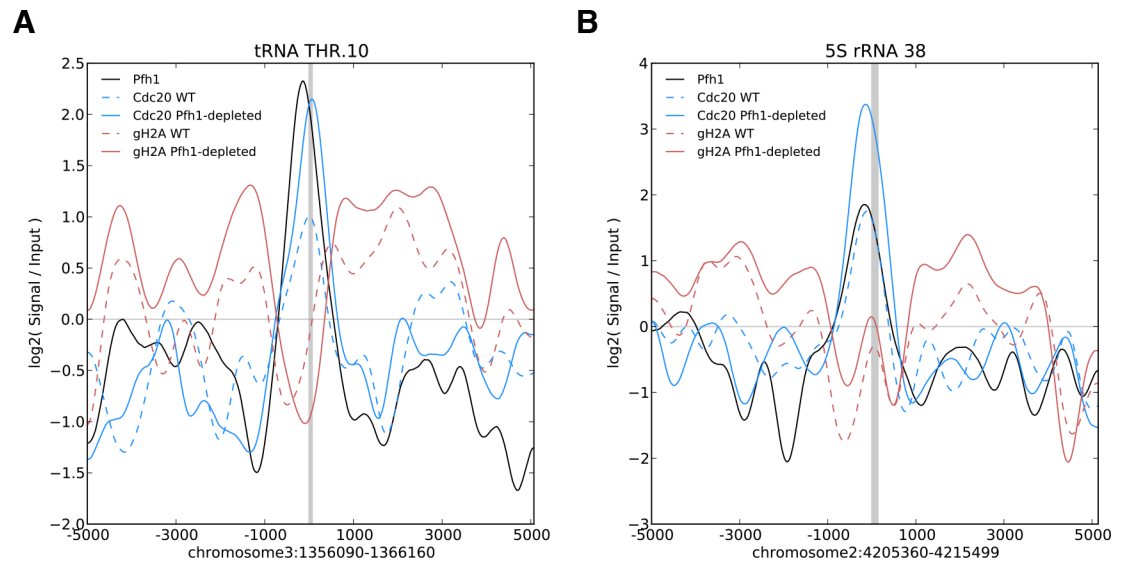 A
tRNA THR.10
2.5
2.0
1.5
1.0
0.5
0.0
−0.5
−1.0
−1.5
−2.0
log2( Signal / Input )
Pfh1
Cdc20 WT
Cdc20 Pfh1-depleted
gH2A WT
gH2A Pfh1-depleted
-5000 -3000 -1000 1000 3000 5000
chromosome3:1356090-1366160
B
5S rRNA 38
4
3
2
1
0
−1
−2
−3
log2( Signal / Input )
Pfh1
Cdc20 WT
Cdc20 Pfh1-depleted
gH2A WT
gH2A Pfh1-depleted
-5000 -3000 -1000 1000 3000 5000
chromosome2:4205360-4215499